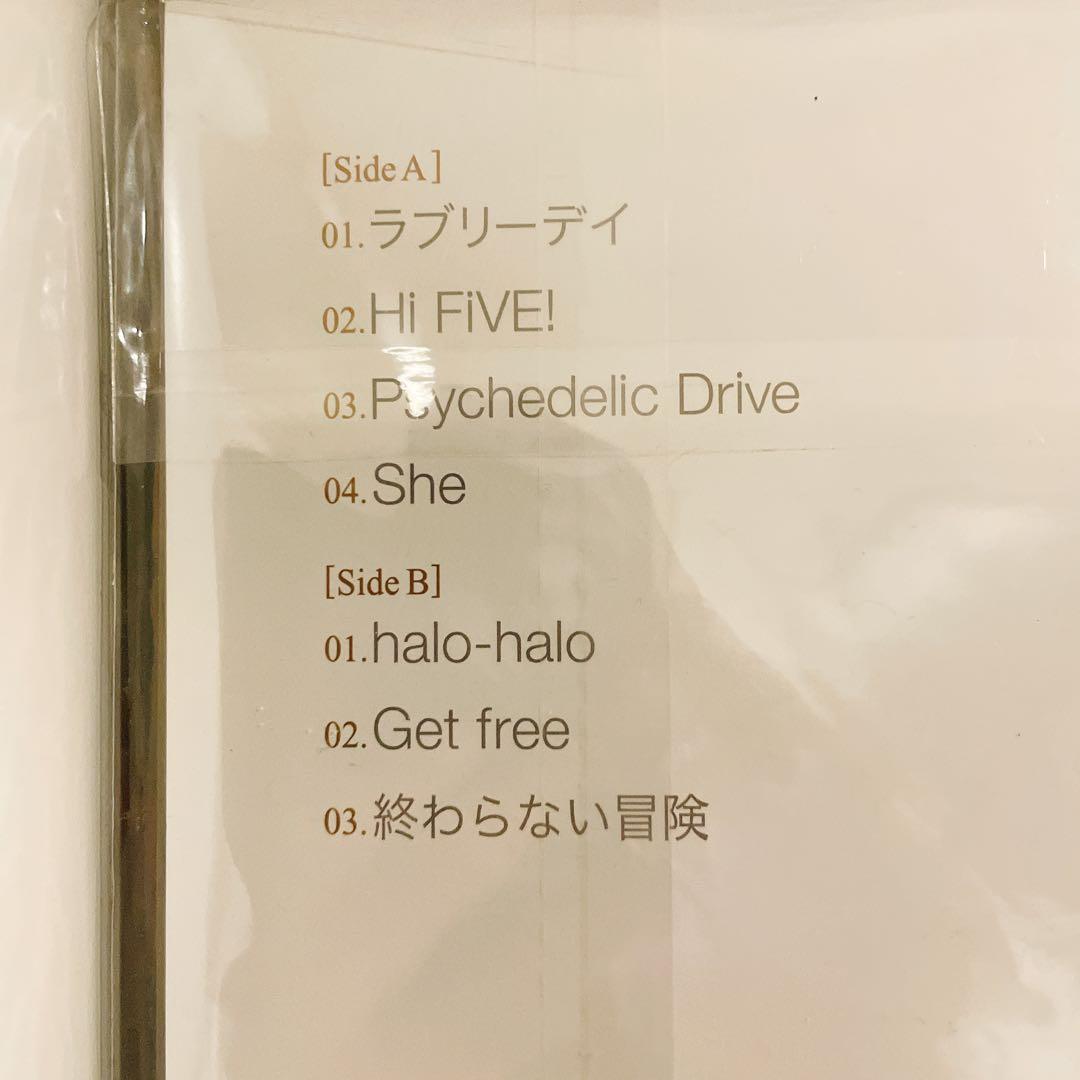 [Side A]
01.ラブリーデイ
02.Hi FiVE!
03.Psychedelic Drive
04.She
[Side B]
01.halo-halo
02.Get free
03.終わらない冒険